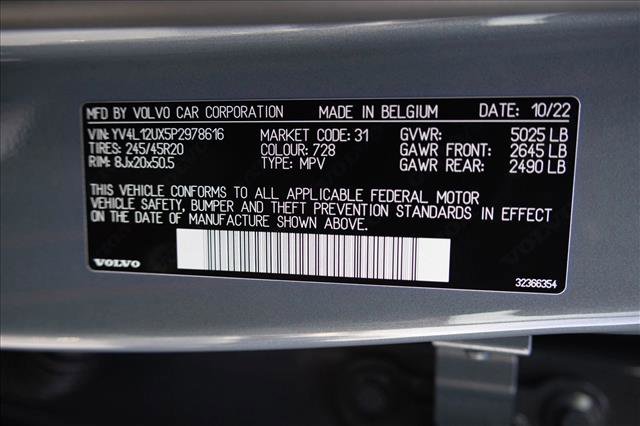 MFD BY VOLVO CAR CORPORATION MADE IN BELGIUM DATE: 10/22
VIN: YV4L12UX5P2978616 MARKET CODE: 31 GVWR: 5025 LB
TIRES: 245/45R20 COLOUR: 728 GAWR FRONT: 2645 LB
RIM: 8Jx20x50.5 TYPE: MPV GAWR REAR: 2490 LB
THIS VEHICLE CONFORMS TO ALL APPLICABLE FEDERAL MOTOR
VEHICLE SAFETY, BUMPER AND THEFT PREVENTION STANDARDS IN EFFECT
ON THE DATE OF MANUFACTURE SHOWN ABOVE.
VOLVO 32366354